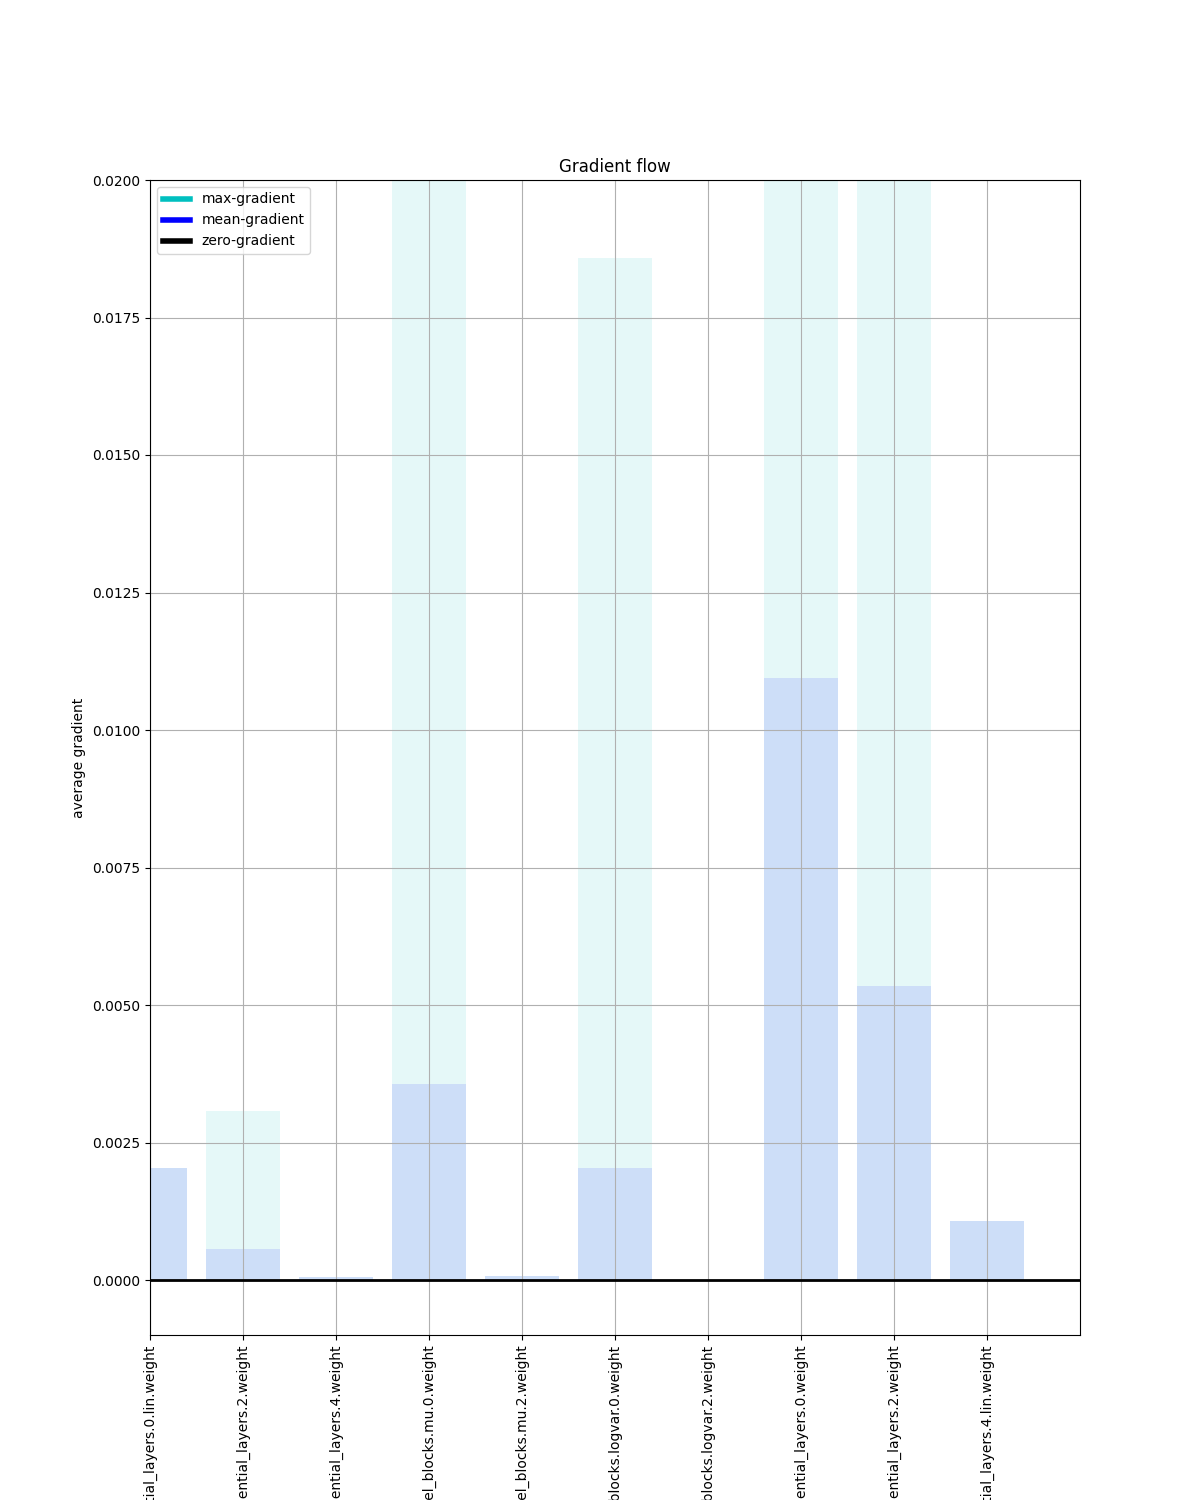 Gradient flow
max-gradient
mean-gradient
zero-gradient
0.0200
0.0175
0.0150
0.0125
0.0100
0.0075
0.0050
0.0025
0.0000
average gradient
tial_layers.0.lin.weight
ential_layers.2.weight
ential_layers.4.weight
el_blocks.mu.0.weight
el_blocks.mu.2.weight
blocks.logvar.0.weight
blocks.logvar.2.weight
ential_layers.0.weight
ential_layers.2.weight
tial_layers.4.lin.weight